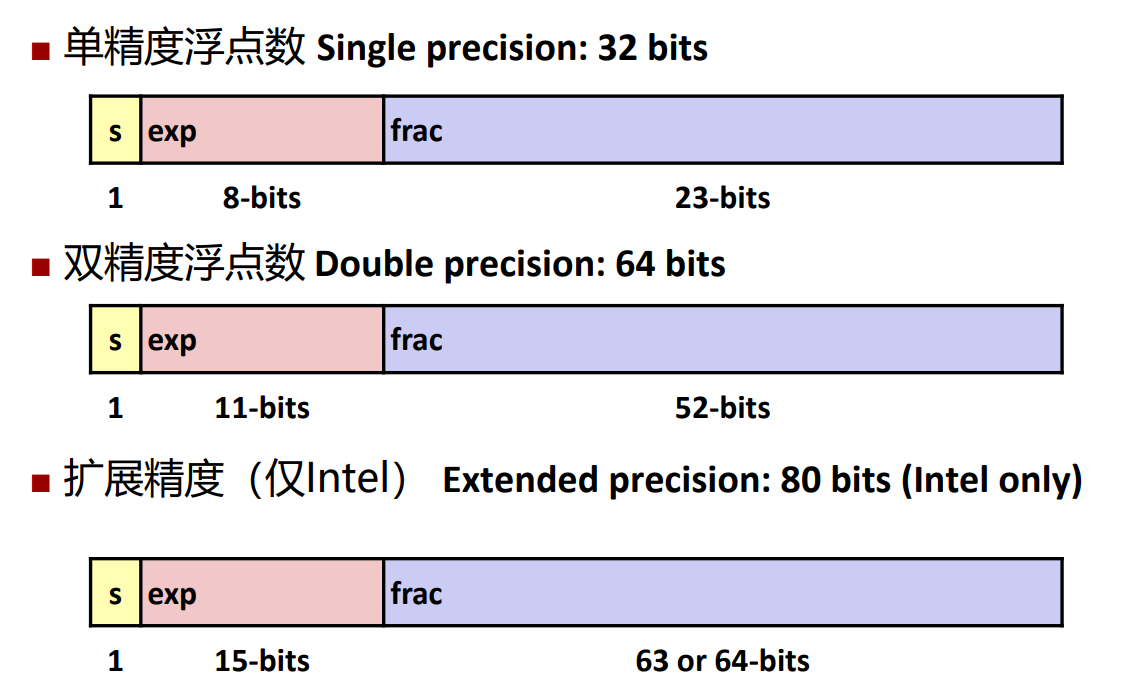 单精度浮点数 Single precision: 32 bits
s exp frac
1 8-bits 23-bits
双精度浮点数 Double precision: 64 bits
s exp frac
1 11-bits 52-bits
扩展精度（仅Intel） Extended precision: 80 bits (Intel only)
s exp frac
1 15-bits 63 or 64-bits